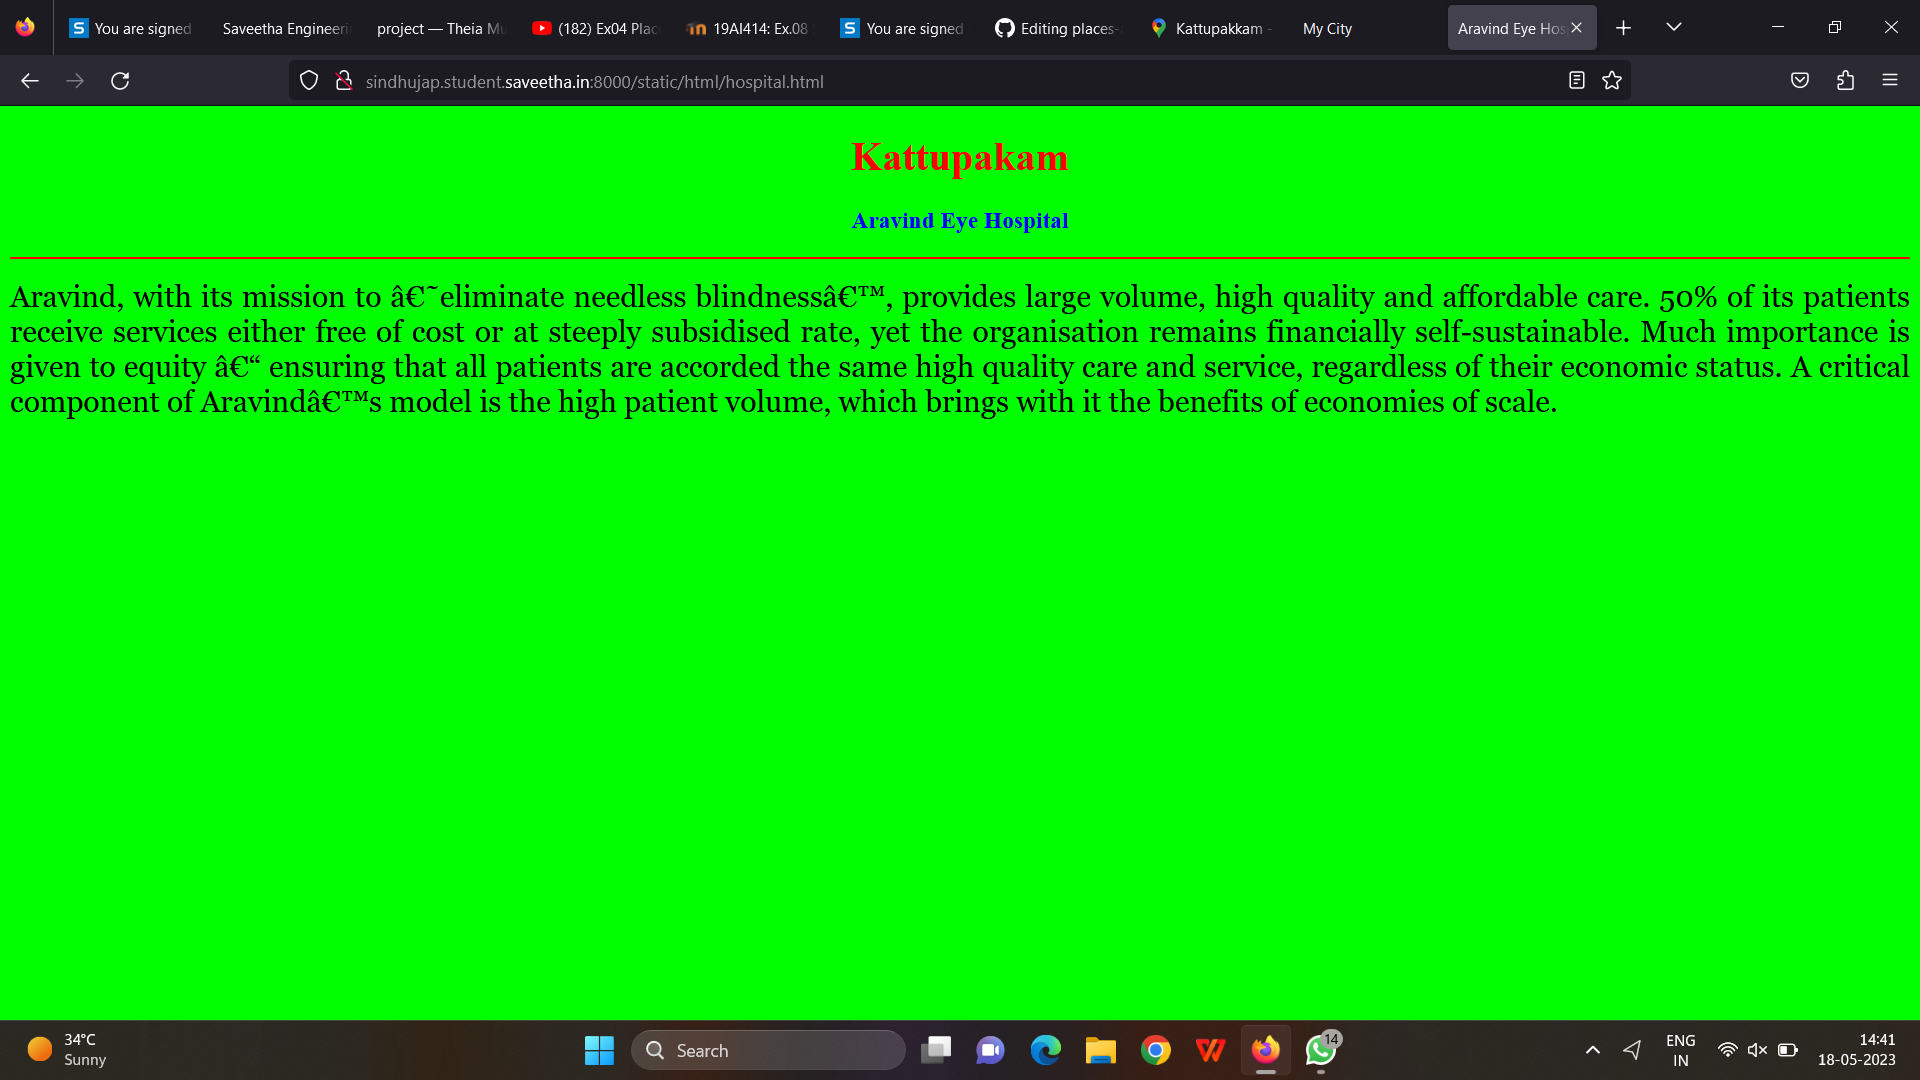 You are signed
Saveetha Engineeri
project — Theia Mu
(182) Ex04 Plac
19AI414: Ex.08
You are signed
Editing places-
Kattupakkam -
My City
Aravind Eye Hos
sindhujap.student.saveetha.in:8000/static/html/hospital.html
Kattupakam
Aravind Eye Hospital
Aravind, with its mission to â€˜eliminate needless blindnessâ€™, provides large volume, high quality and affordable care. 50% of its patients
receive services either free of cost or at steeply subsidised rate, yet the organisation remains financially self-sustainable. Much importance is
given to equity â€“ ensuring that all patients are accorded the same high quality care and service, regardless of their economic status. A critical
component of Aravindâ€™s model is the high patient volume, which brings with it the benefits of economies of scale.
34°C
Sunny
Search
14
ENG
IN
14:41
18-05-2023